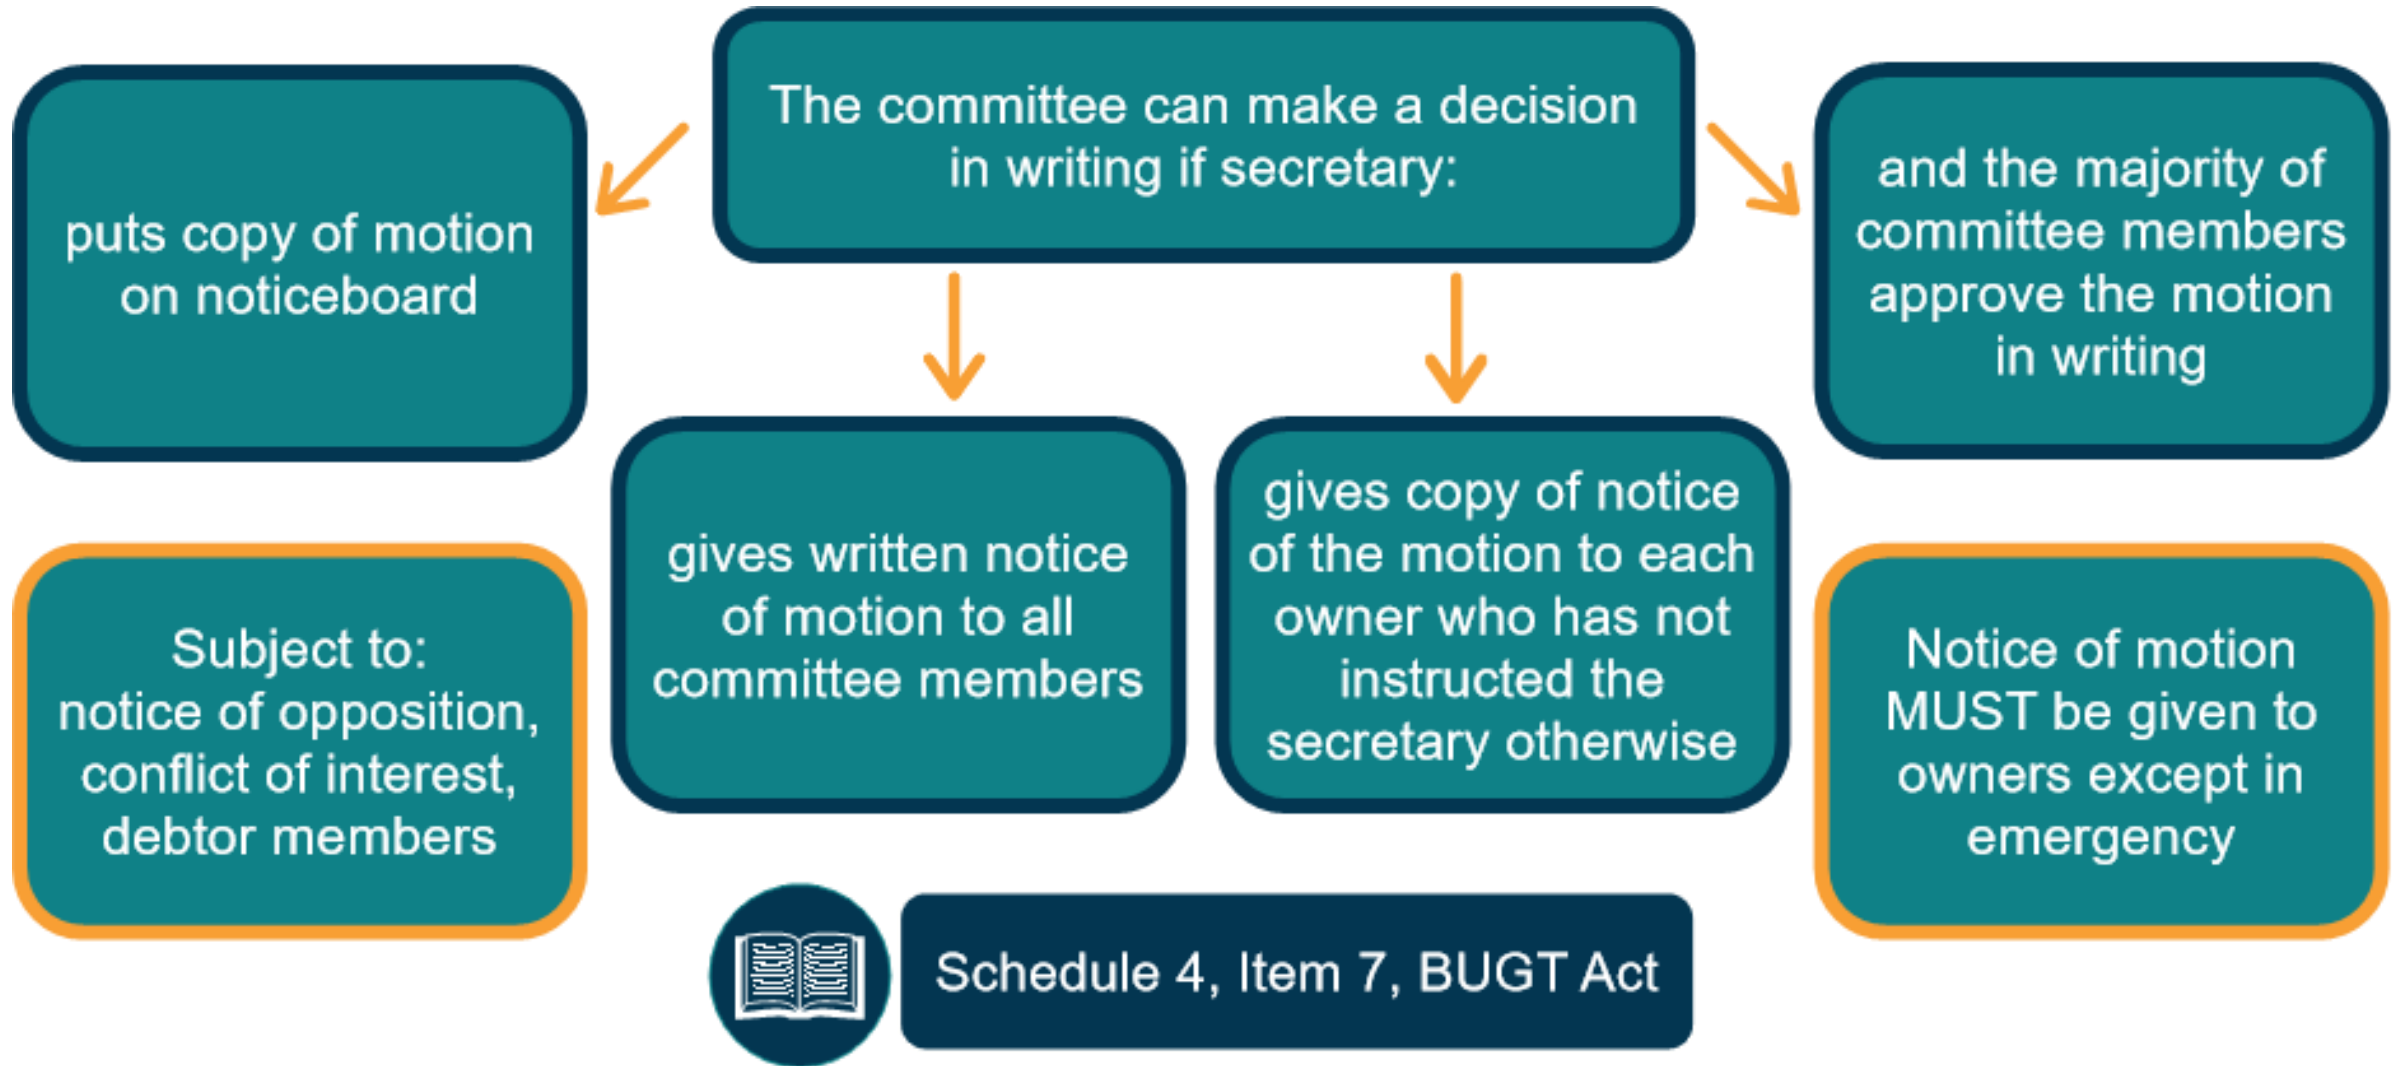 The committee can make a decision
in writing if secretary:
puts copy of motion
on noticeboard
gives written notice
of motion to all
committee members
gives copy of notice
of the motion to each
owner who has not
instructed the
secretary otherwise
and the majority of
committee members
approve the motion
in writing
Subject to:
notice of opposition,
conflict of interest,
debtor members
Notice of motion
MUST be given to
owners except in
emergency
Schedule 4, Item 7, BUGT Act